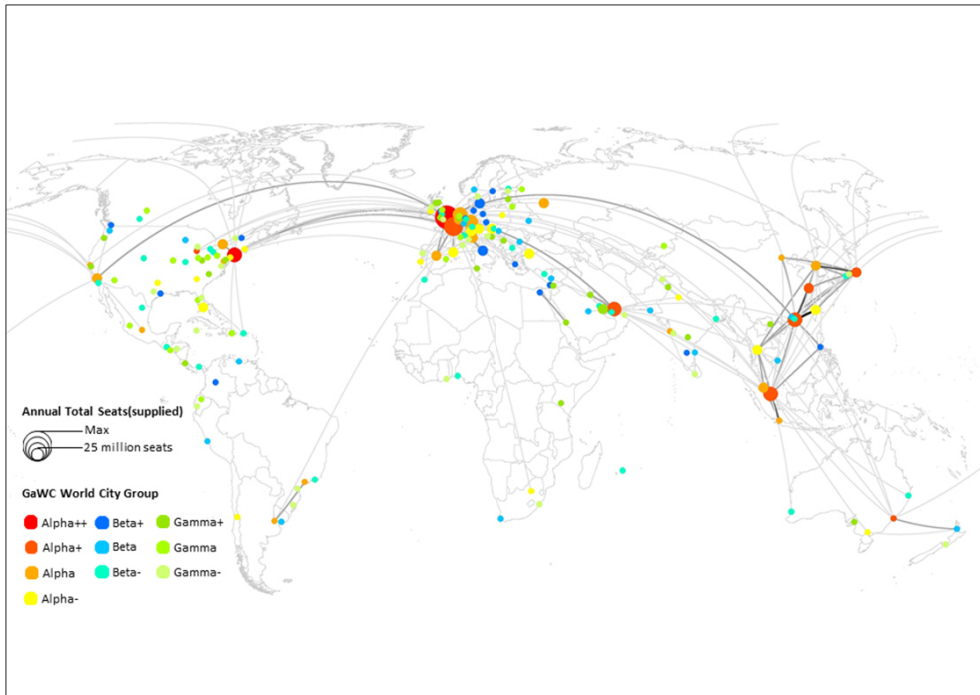 Annual Total Seats(supplied)
Max
25 million seats
GaWC World City Group
Alpha++ Beta+ Gamma+
Alpha+ Beta Gamma
Alpha Beta- Gamma-
Alpha-